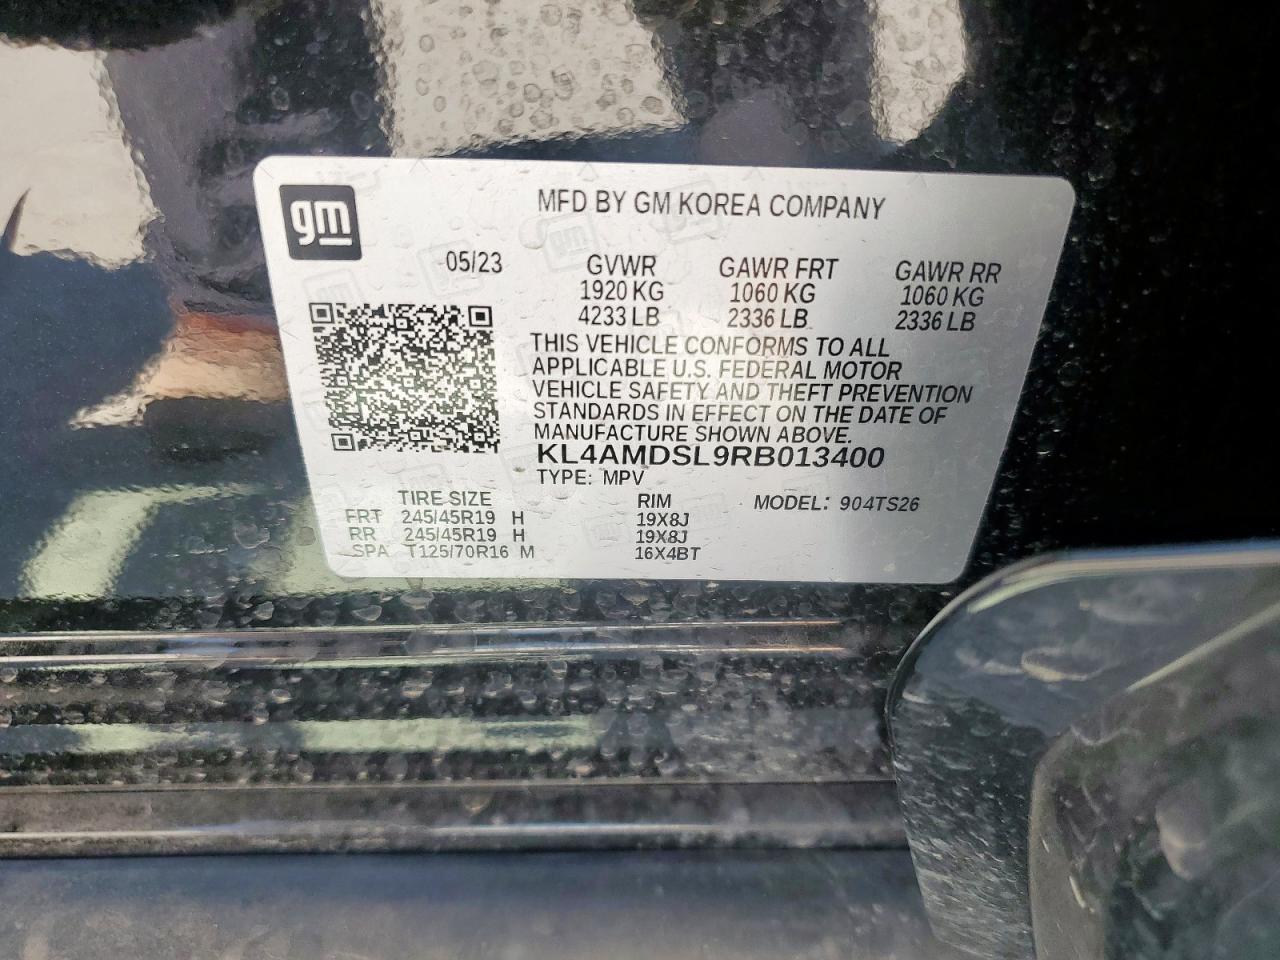 gm
MFD BY GM KOREA COMPANY
05/23
GVWR GAWR FRT GAWR RR
1920 KG 1060 KG 1060 KG
4233 LB 2336 LB 2336 LB
THIS VEHICLE CONFORMS TO ALL
APPLICABLE U.S. FEDERAL MOTOR
VEHICLE SAFETY AND THEFT PREVENTION
STANDARDS IN EFFECT ON THE DATE OF
MANUFACTURE SHOWN ABOVE.
KL4AMDSL9RB013400
TYPE: MPV
TIRE SIZE RIM MODEL: 904TS26
FRT 245/45R19 H 19X8J
RR 245/45R19 H 19X8J
SPA T125/70R16 M 16X4BT